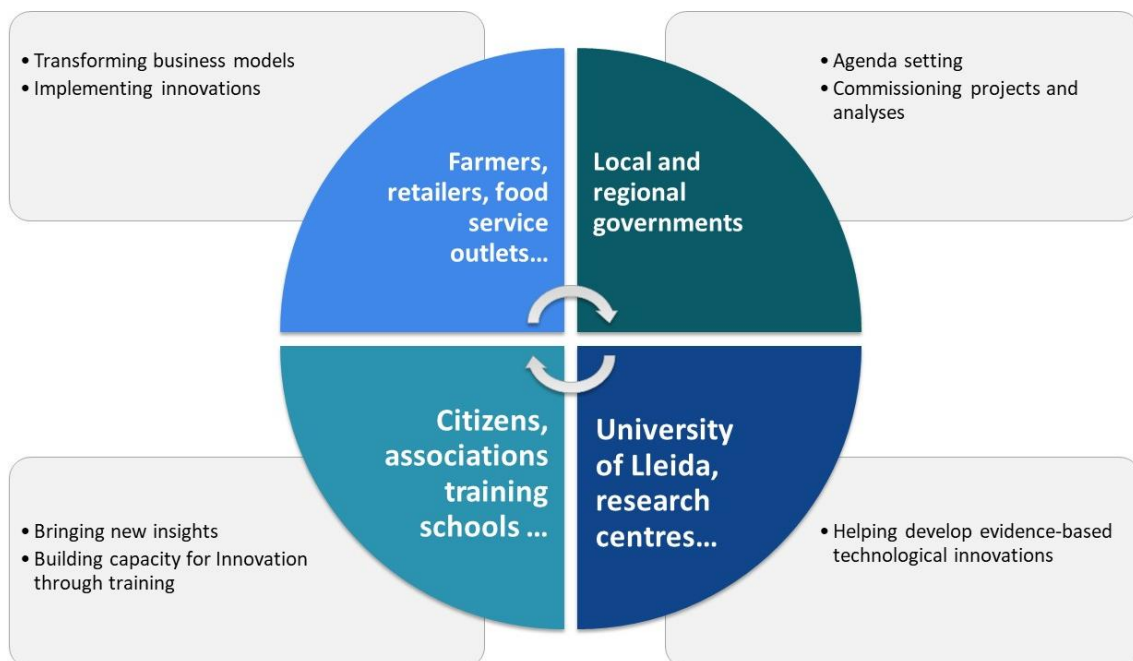 • Transforming business models
• Implementing innovations
• Agenda setting
• Commissioning projects and
analyses
Farmers,
retailers, food
service
outlets...
Local and
regional
governments
Citizens,
associations
training
schools ...
University
of Lleida,
research
centres...
• Bringing new insights
• Building capacity for Innovation
through training
• Helping develop evidence-based
technological innovations